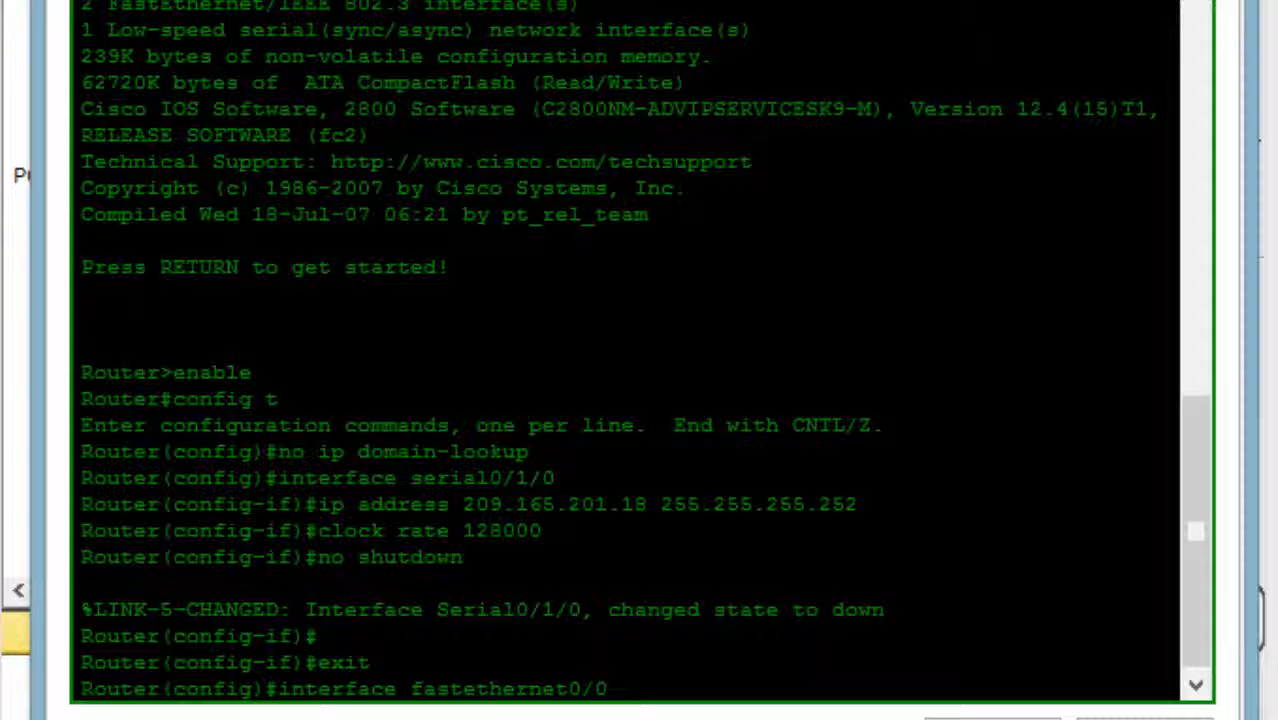 2 FastEthernet/IEEE 802.3 interface(s)
1 Low-speed serial(sync/async) network interface(s)
239K bytes of non-volatile configuration memory.
62720K bytes of  ATA CompactFlash (Read/Write)
Cisco IOS Software, 2800 Software (C2800NM-ADVIPSERVICESK9-M), Version 12.4(15)T1,
RELEASE SOFTWARE (fc2)
Technical Support: http://www.cisco.com/techsupport
Copyright (c) 1986-2007 by Cisco Systems, Inc.
Compiled Wed 18-Jul-07 06:21 by pt_rel_team
Press RETURN to get started!
Router>enable
Router#config t
Enter configuration commands, one per line.  End with CNTL/Z.
Router(config)#no ip domain-lookup
Router(config)#interface serial0/1/0
Router(config-if)#ip address 209.165.201.18 255.255.255.252
Router(config-if)#clock rate 128000
Router(config-if)#no shutdown
%LINK-5-CHANGED: Interface Serial0/1/0, changed state to down
Router(config-if)#
Router(config-if)#exit
Router(config)#interface fastethernet0/0